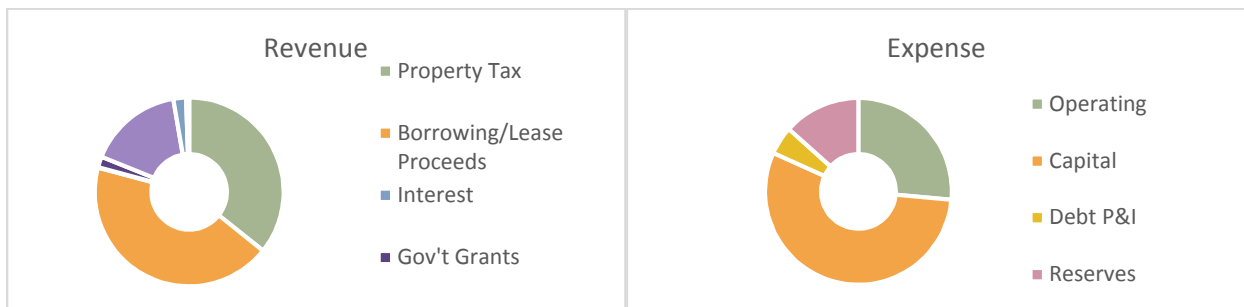 Revenue
Property Tax
Borrowing/Lease
Proceeds
Interest
Gov't Grants
Expense
Operating
Capital
Debt P&I
Reserves